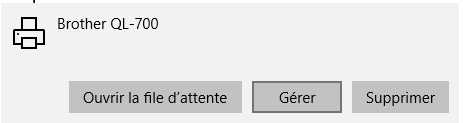 Brother QL-700
Ouvrir la file d'attente Gérer Supprimer